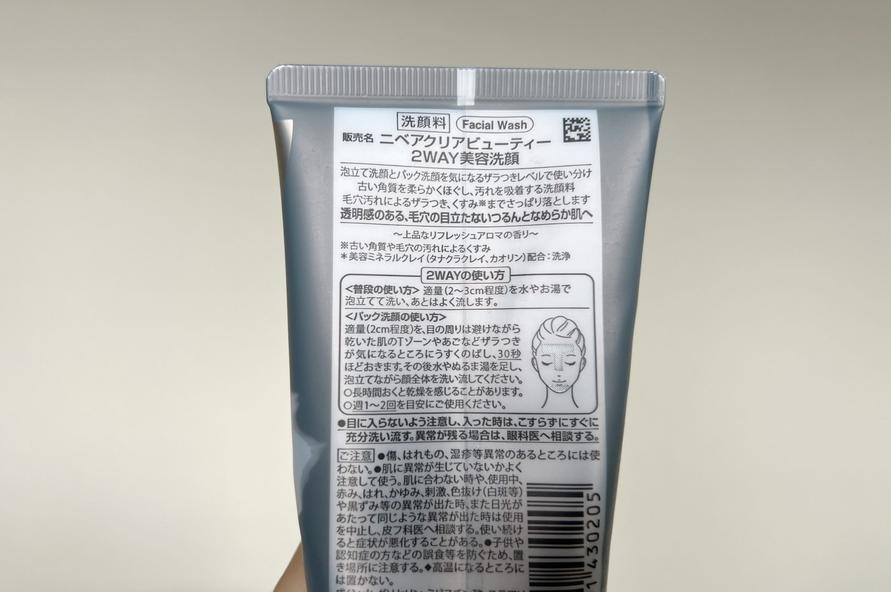 洗顔料 Facial Wash
販売名 ニベアクリアビューティー
2WAY美容洗顔
泡立て洗顔とパック洗顔を気になるザラつきレベルで使い分け
古い角質を柔らかくほぐし、汚れを吸着する洗顔料
毛穴汚れによるザラつき、くすみ※までさっぱり落とします
透明感のある、毛穴の目立たないつるんとなめらか肌へ
～上品なリフレッシュアロマの香り～
※古い角質や毛穴の汚れによるくすみ
＊美容ミネラルクレイ(タナクラクレイ、カオリン)配合：洗浄
2WAYの使い方
<普段の使い方> 適量(2～3cm程度)を水やお湯で
泡立てて洗い、あとはよく流します。
<パック洗顔の使い方>
適量(2cm程度)を、目の周りは避けながら
乾いた肌のTゾーンやあごなどザラつき
が気になるところにうすくのばし、30秒
ほどおきます。その後水やぬるま湯を足し、
泡立てながら顔全体を洗い流してください。
○長時間おくと乾燥を感じることがあります。
○週1～2回を目安にご使用ください。
●目に入らないよう注意し、入った時は、こすらずにすぐに
充分洗い流す。異常が残る場合は、眼科医へ相談する。
ご注意 ●傷、はれもの、湿疹等異常のあるところには使
わない。●肌に異常が生じていないかよく
注意して使う。肌に合わない時や、使用中、
赤み、はれ、かゆみ、刺激、色抜け(白斑等)
や黒ずみ等の異常が出た時、また日光が
あたって同じような異常が出た時は使用
を中止し、皮フ科医へ相談する。使い続け
ると症状が悪化することがある。●子供や
認知症の方などの誤食等を防ぐため、置
き場所に注意する。◆高温になるところに
は置かない。
1430205